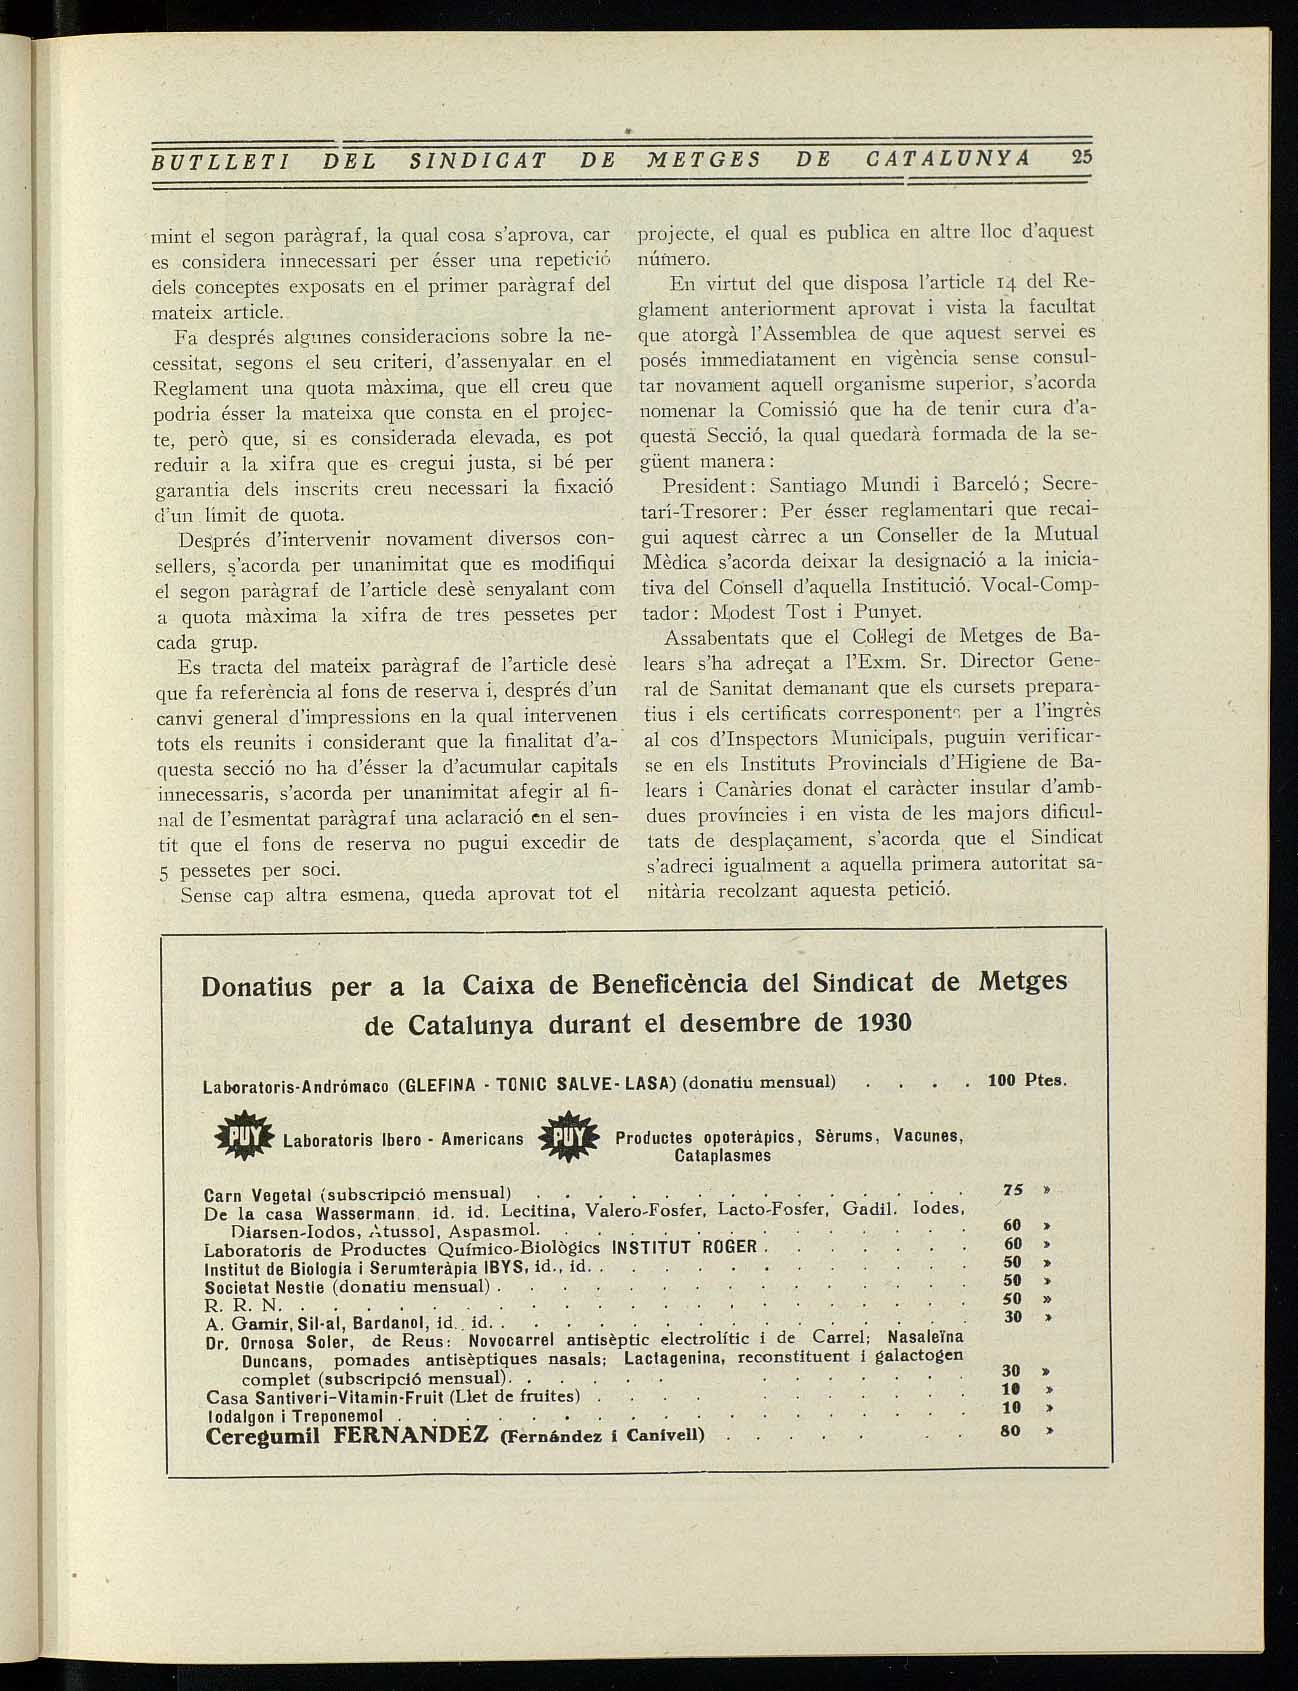 BUTLLETI DEL SINDICAT DE METGES DE CATALUNYA 25
mint el segon paràgraf, la qual cosa s'aprova, car
es considera innecessari per ésser una repetició
dels conceptes exposats en el primer paràgraf del
mateix article.
Fa després algunes consideracions sobre la ne-
cessitat, segons el seu criteri, d'assenyalar en el
Reglament una quota màxima, que ell creu que
podria ésser la mateixa que consta en el projec-
te, però que, si es considerada elevada, es pot
reduir a la xifra que es cregui justa, si bé per
garantia dels inscrits creu necessari la fixació
d'un límit de quota.
Després d'intervenir novament diversos con-
sellers, s'acorda per unanimitat que es modifiqui
el segon paràgraf de l'article desè senyalant com
a quota màxima la xifra de tres pessetes per
cada grup.
Es tracta del mateix paràgraf de l'article desè
que fa referència al fons de reserva i, després d'un
canvi general d'impressions en la qual intervenen
tots els reunits i considerant que la finalitat d'a-
questa secció no ha d'ésser la d'acumular capitals
innecessaris, s'acorda per unanimitat afegir al fi-
nal de l'esmentat paràgraf una aclaració en el sen-
tit que el fons de reserva no pugui excedir de
5 pessetes per soci.
Sense cap altra esmena, queda aprovat tot el
projecte, el qual es publica en altre lloc d'aquest
número.
En virtut del que disposa l'article 14 del Re-
glament anteriorment aprovat i vista la facultat
que atorgà l'Assemblea de que aquest servei es
posés immediatament en vigència sense consul-
tar novament aquell organisme superior, s'acorda
nomenar la Comissió que ha de tenir cura d'a-
questa Secció, la qual quedarà formada de la se-
güent manera:
President: Santiago Mundi i Barceló; Secre-
tari-Tresorer: Per ésser reglamentari que recai-
gui aquest càrrec a un Conseller de la Mutual
Mèdica s'acorda deixar la designació a la inicia-
tiva del Consell d'aquella Institució. Vocal-Comp-
tador: Modest Tost i Punyet.
Assabentats que el Col·legi de Metges de Ba-
lears s'ha adreçat a l'Exm. Sr. Director Gene-
ral de Sanitat demanant que els cursets prepara-
tius i els certificats corresponents per a l'ingrès
al cos d'Inspectors Municipals, puguin verificar-
se en els Instituts Provincials d'Higiene de Ba-
lears i Canàries donat el caràcter insular d'amb-
dues províncies i en vista de les majors dificul-
tats de desplaçament, s'acorda que el Sindicat
s'adreci igualment a aquella primera autoritat sa-
nitària recolzant aquesta petició.
Donatius per a la Caixa de Beneficència del Sindicat de Metges
de Catalunya durant el desembre de 1930
Laboratoris-Andrómaco (GLEFINA - TONIC SALVE-LASA) (donatiu mensual) . . . . 100 Ptes.
PUY Laboratoris Ibero - Americans PUY Productes opoteràpics, Sèrums, Vacunes,
Cataplasmes
Carn Vegetal (subscripció mensual) . . . . . . . . . . . . . . 75 »
De la casa Wassermann. id. id. Lecitina, Valero-Fosfer, Lacto-Fosfer, Gadil. Iodes,
Diarsen-Iodos, Àtussol, Aspasmol. . . . . . . . . . . . . . 60 »
Laboratoris de Productes Químico-Biològics INSTITUT ROGER . . . . . . . 60 »
Institut de Biologia i Serumteràpia IBYS, id., id. . . . . . . . . . . . . 50 »
Societat Nestle (donatiu mensual) . . . . . . . . . . . . . . . 50 »
R. R. N. . . . . . . . . . . . . . . . . . . . . . 50 »
A. Gamir, Sil-al, Bardanol, id., id. . . . . . . . . . . . . . . . 30 »
Dr. Ornosa Soler, de Reus: Novocarrel antisèptic electrolític i de Carrel; Nasaleïna
Duncans, pomades antisèptiques nasals; Lactagenina, reconstituent i galactogen
complet (subscripció mensual). . . . . . . . . . . . . . 30 »
Casa Santiveri-Vitamin-Fruit (Llet de fruites) . . . . . . . . . . . 10 »
Iodalgon i Treponemol . . . . . . . . . . . . . . . . . . 10 »
Ceregumil FERNANDEZ (Fernández i Canivell) . . . . . . . 80 »